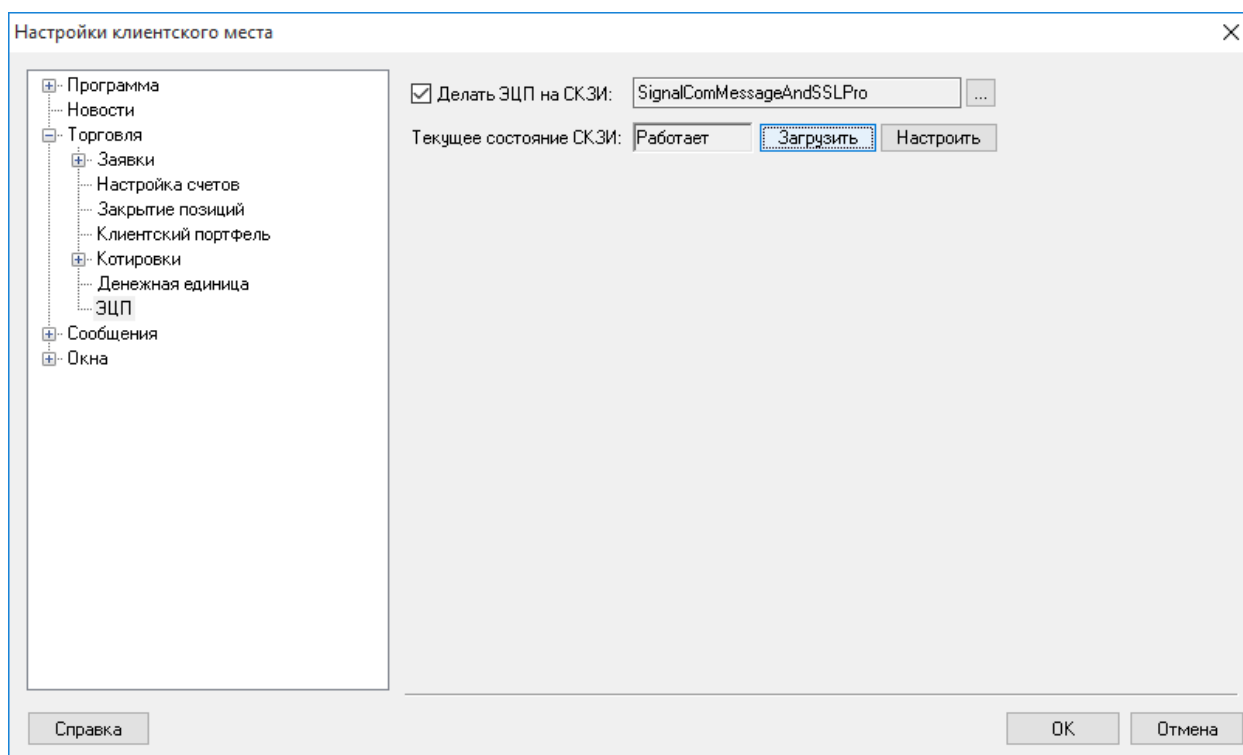 Настройки клиентского места
Программа
Новости
Торговля
Заявки
Настройка счетов
Закрытие позиций
Клиентский портфель
Котировки
Денежная единица
ЭЦП
Сообщения
Окна
Делать ЭЦП на СКЗИ: SignalComMessageAndSSLPro ...
Текущее состояние СКЗИ: Работает Загрузить Настроить
Справка OK Отмена